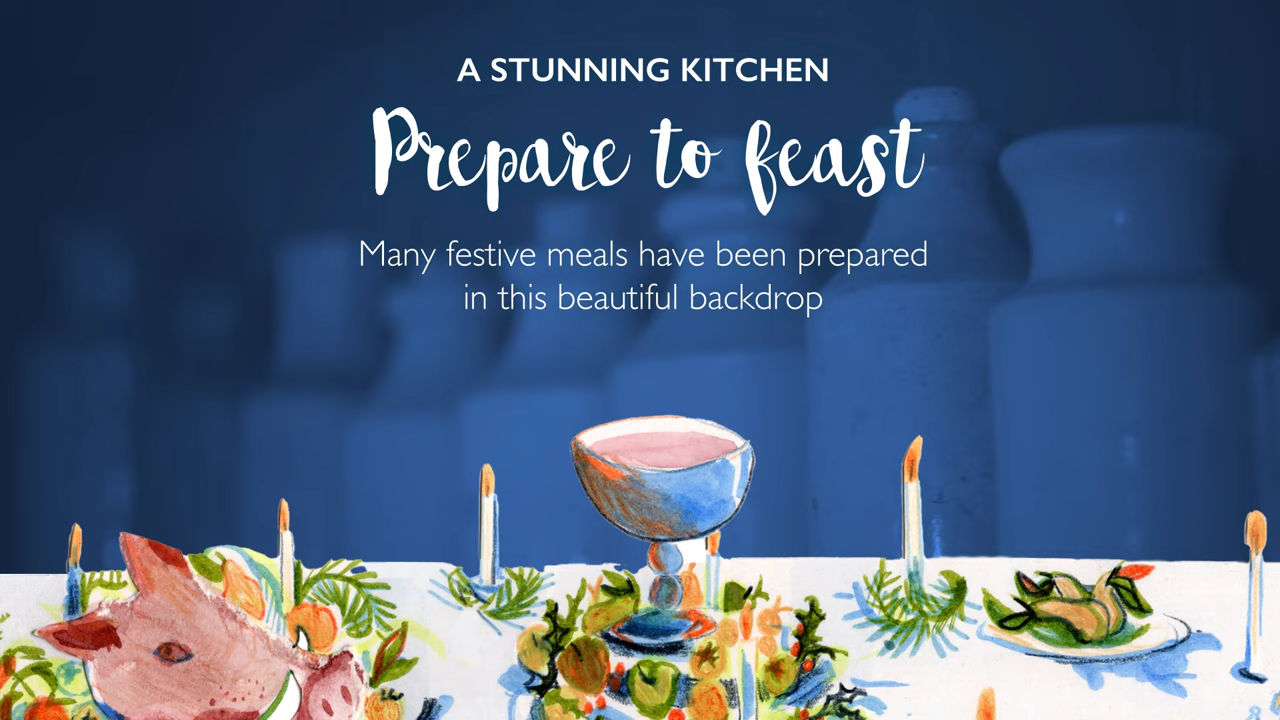 A STUNNING KITCHEN
Prepare to feast
Many festive meals have been prepared
in this beautiful backdrop